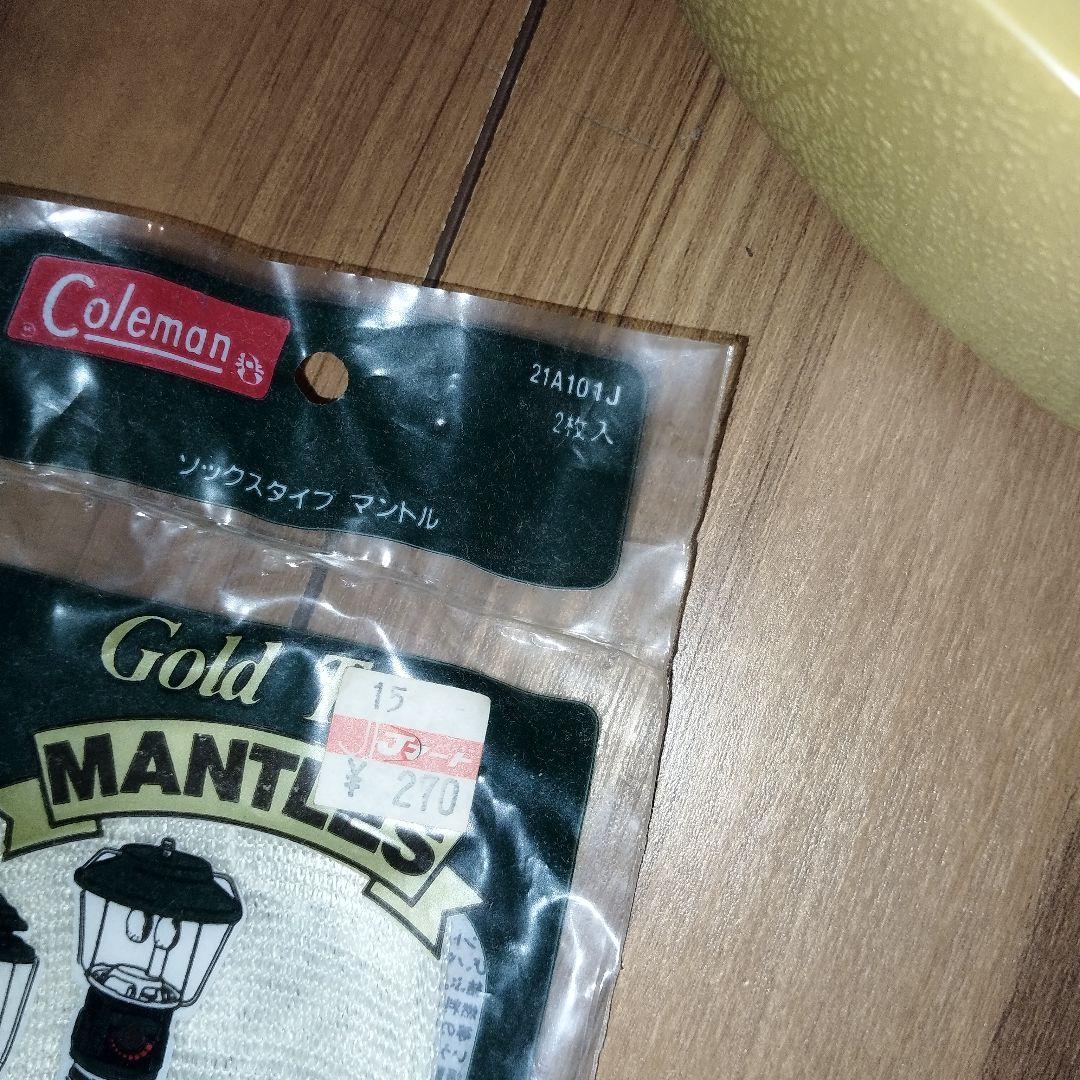 Coleman
21A101J
2枚入
ソックスタイプ マントル
Gold T
15
¥ 270
MANTLES